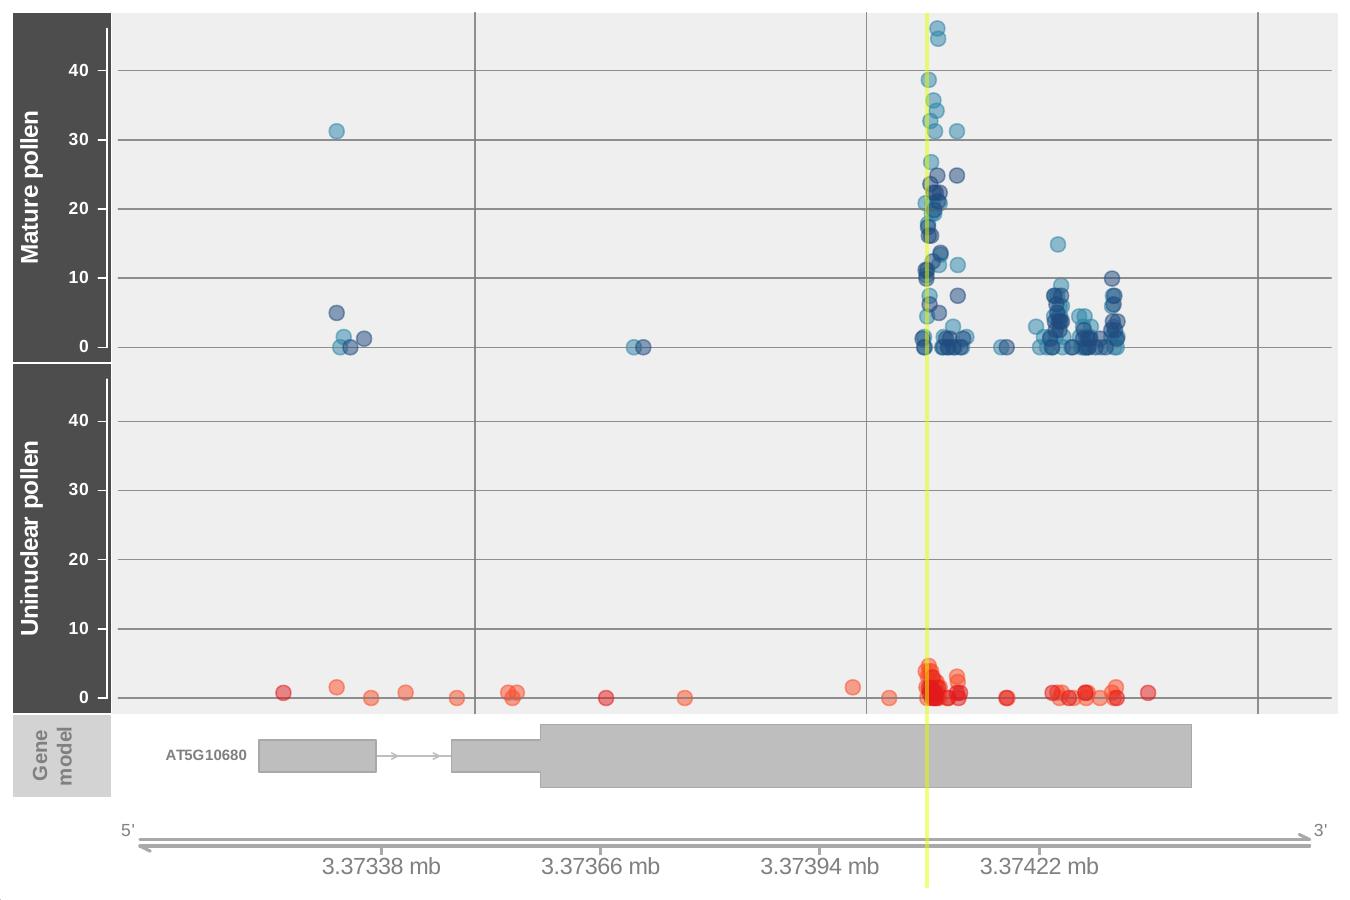 Mature pollen
40
30
20
10
0
Uninuclear pollen
40
30
20
10
0
Gene
model
AT5G10680
5'
3'
3.37338 mb
3.37366 mb
3.37394 mb
3.37422 mb